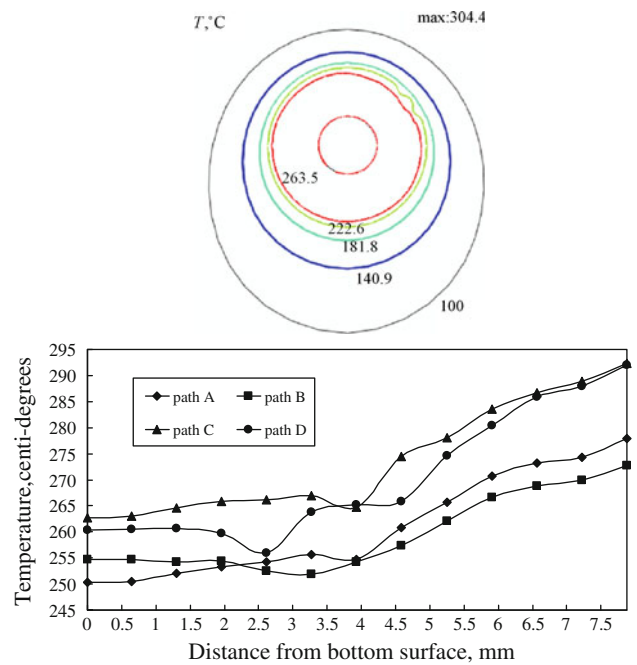 T,°C
max:304.4
263.5
222.6
181.8
140.9
100
295
290
285
280
275
270
265
260
255
250
245
path A
path B
path C
path D
Temperature,centi-degrees
0 0.5 1 1.5 2 2.5 3 3.5 4 4.5 5 5.5 6 6.5 7 7.5
Distance from bottom surface, mm